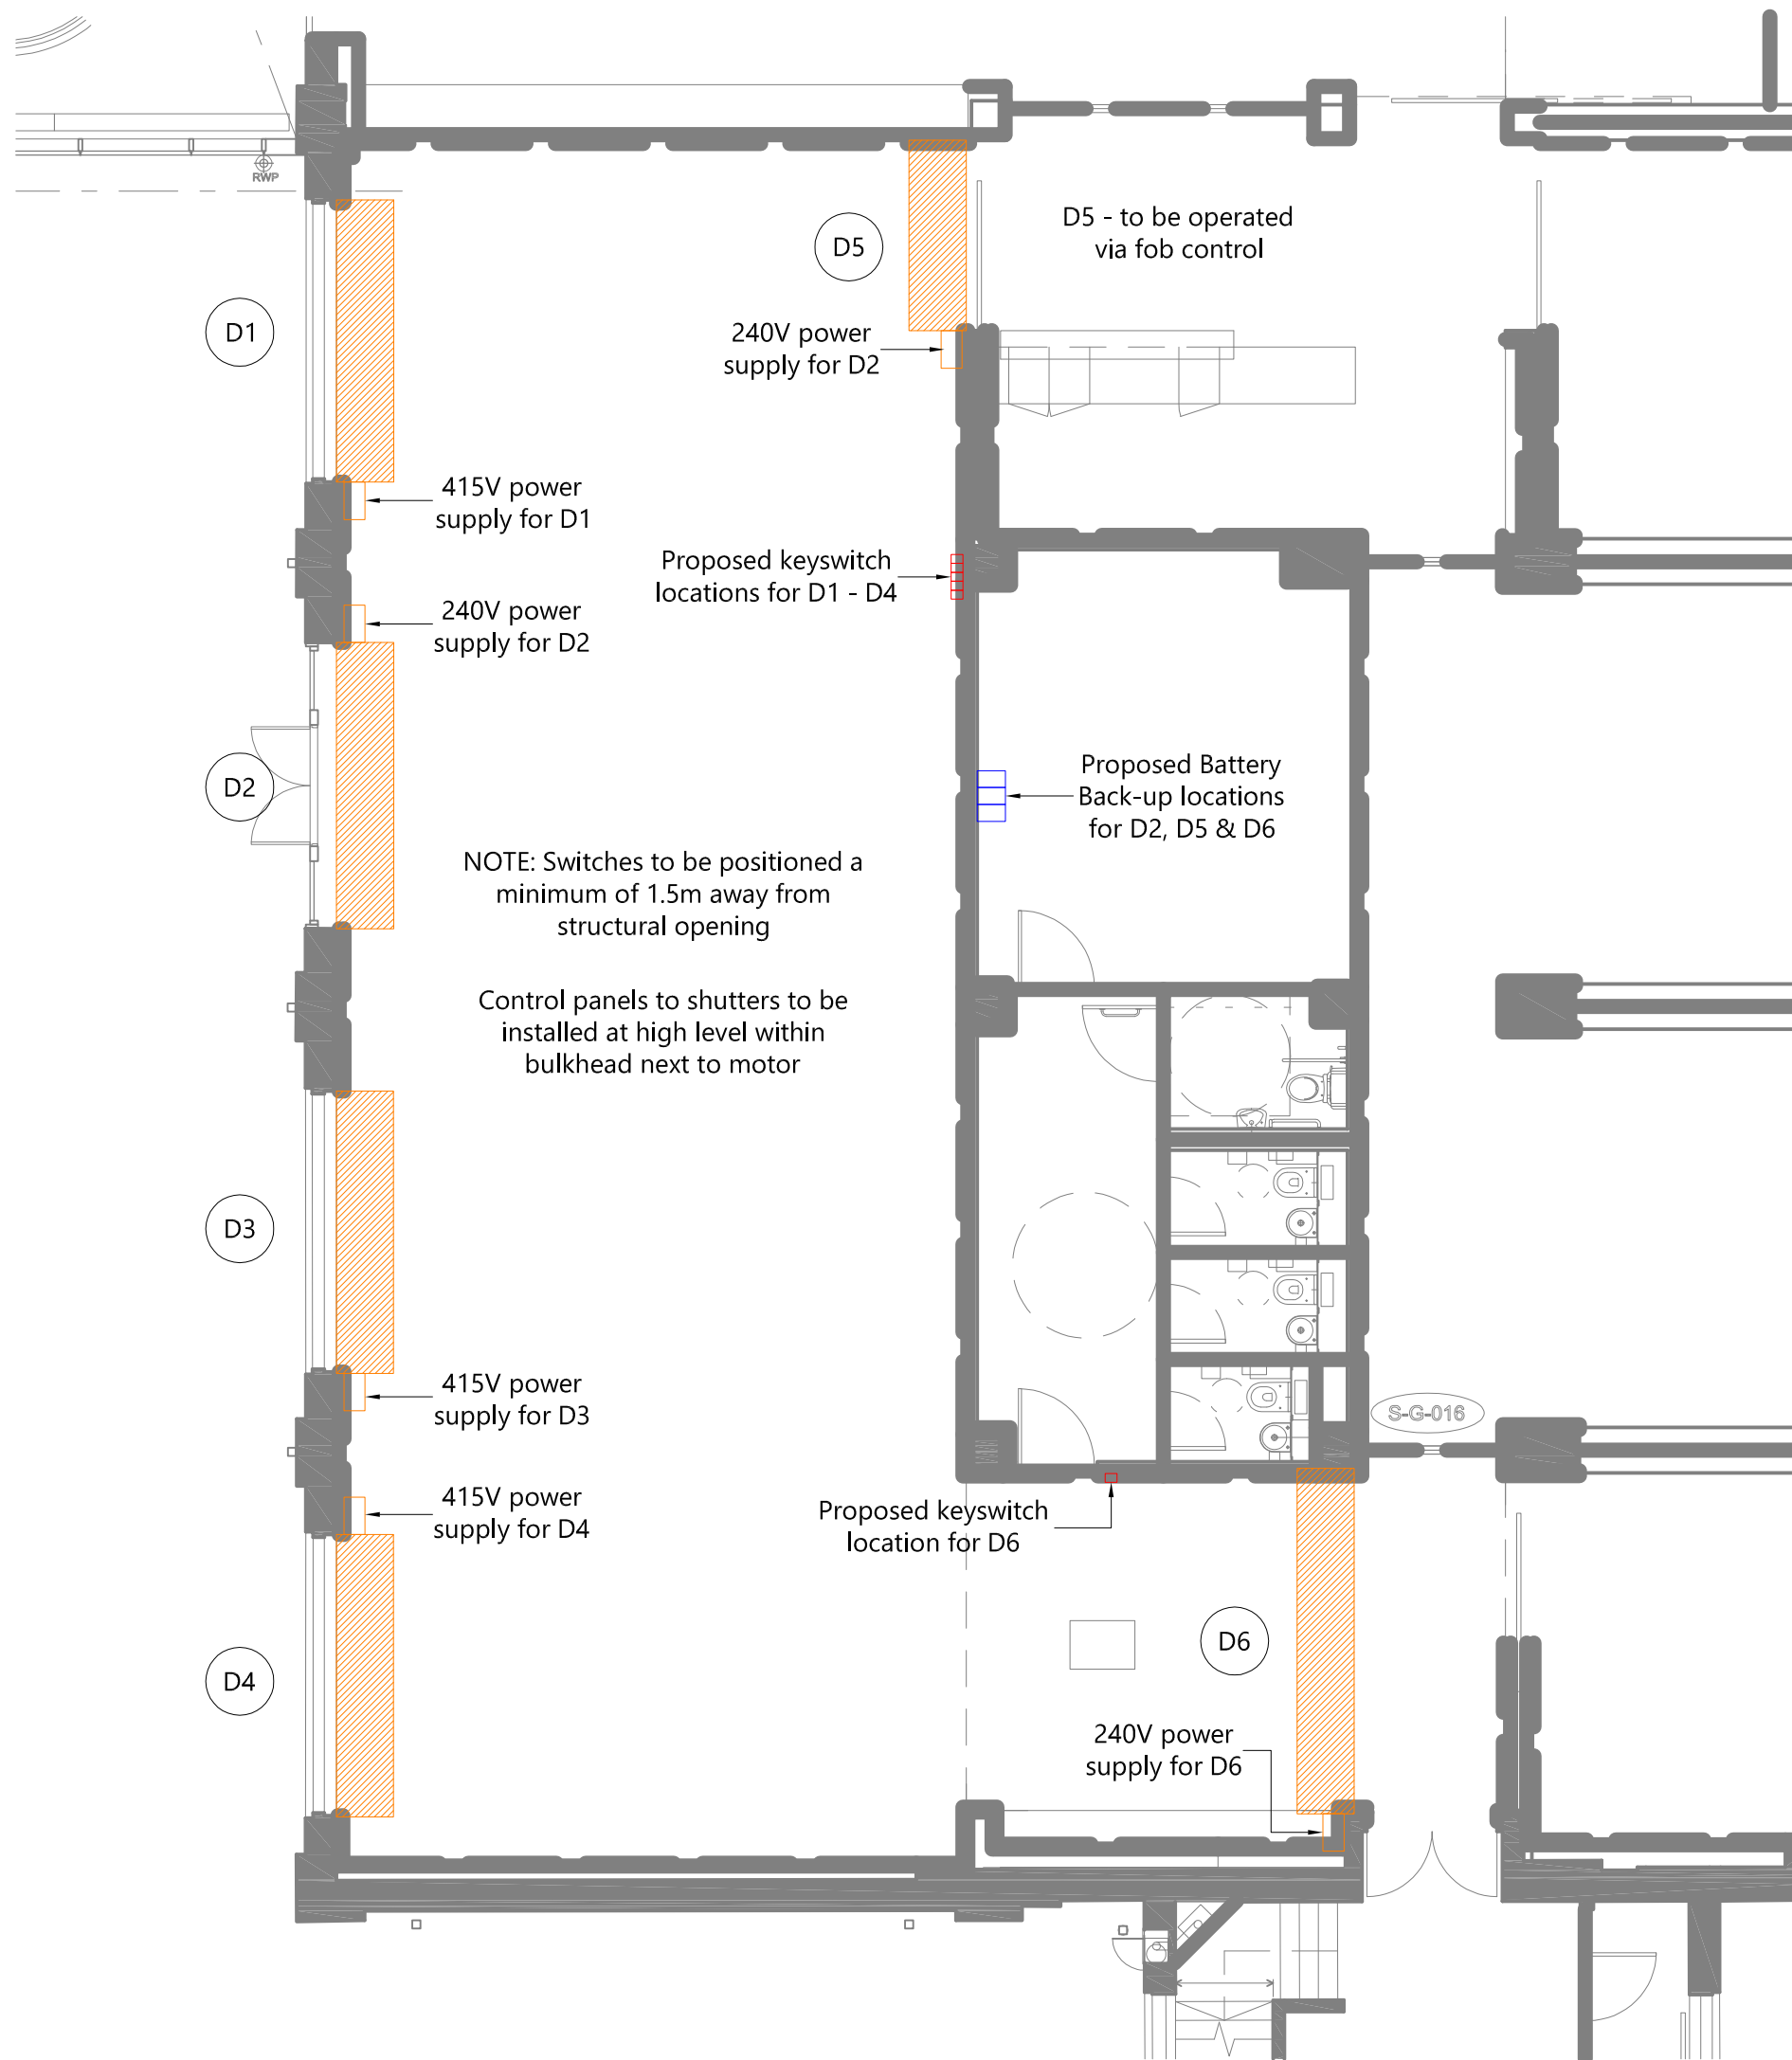 RWP
D5 - to be operated
via fob control
D5
D1
240V power
supply for D2
415V power
supply for D1
Proposed keyswitch
locations for D1 - D4
240V power
supply for D2
D2
Proposed Battery
Back-up locations
for D2, D5 & D6
NOTE: Switches to be positioned a
minimum of 1.5m away from
structural opening
Control panels to shutters to be
installed at high level within
bulkhead next to motor
D3
415V power
supply for D3
S-G-016
415V power
supply for D4
Proposed keyswitch
location for D6
D6
D4
240V power
supply for D6